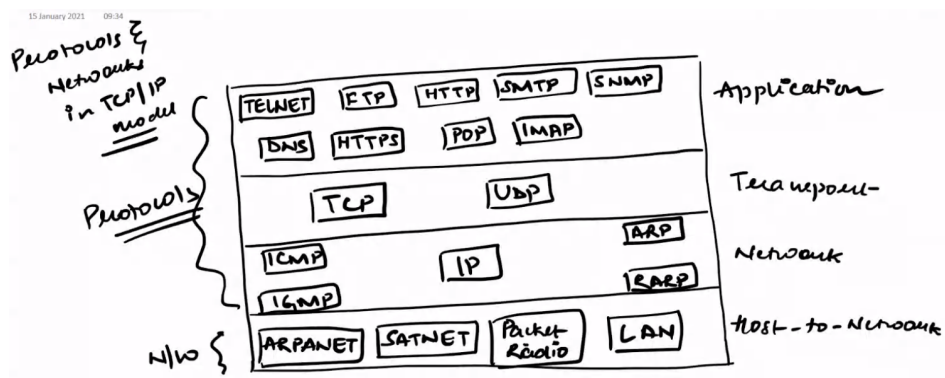 15 January 2021 09:34
Protocols &
Networks
in TCP/IP
model
TELNET FTP HTTP SMTP SNMP
Application
DNS HTTPS POP IMAP
Protocols
TCP UDP
Transport
ICMP IP ARP
Network
IGMP RARP
N/W
ARPANET SATNET Packet Radio LAN
Host-to-Network